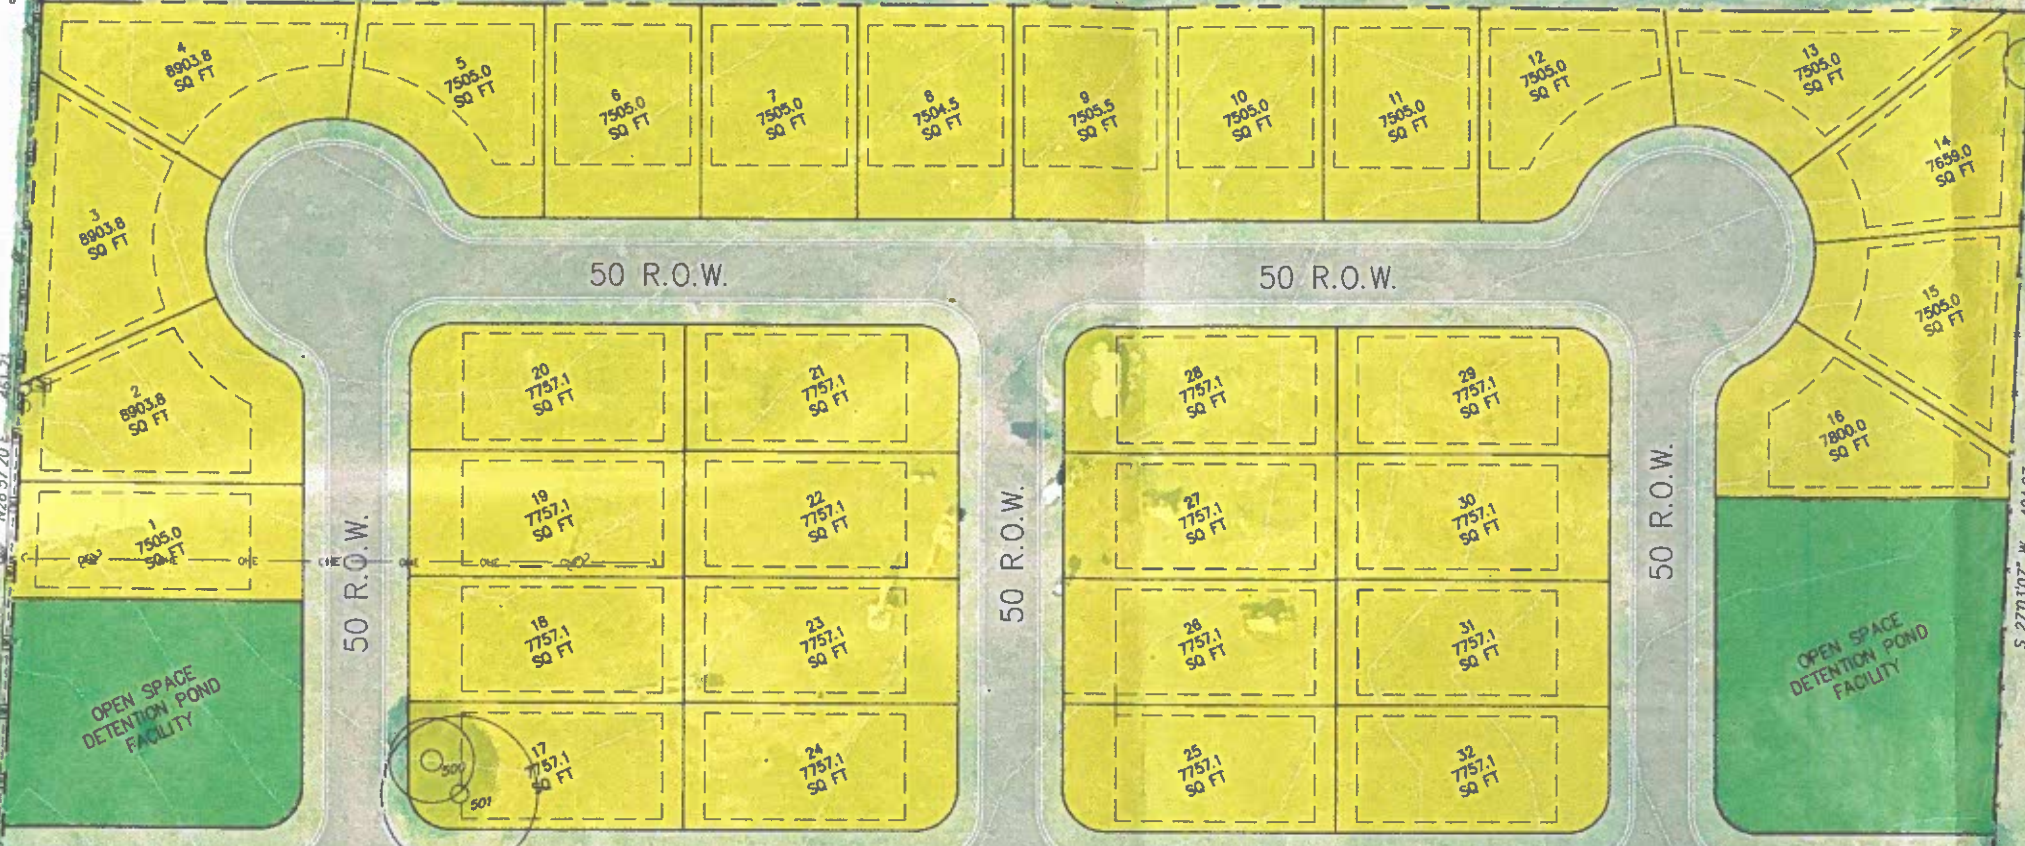 4
8903.8
SQ FT
5
7505.0
SQ FT
6
7505.0
SQ FT
7
7505.0
SQ FT
8
7504.5
SQ FT
9
7505.5
SQ FT
10
7505.0
SQ FT
11
7505.0
SQ FT
12
7505.0
SQ FT
13
7505.0
SQ FT
14
7659.0
SQ FT
3
8903.8
SQ FT
50 R.O.W.
50 R.O.W.
15
7505.0
SQ FT
2
8903.8
SQ FT
20
7757.1
SQ FT
21
7757.1
SQ FT
28
7757.1
SQ FT
29
7757.1
SQ FT
16
7800.0
SQ FT
1
7505.0
SQ FT
OHE
OHE
OHE
OHE
19
7757.1
SQ FT
22
7757.1
SQ FT
27
7757.1
SQ FT
30
7757.1
SQ FT
50 R.O.W.
50 R.O.W.
50 R.O.W.
18
7757.1
SQ FT
23
7757.1
SQ FT
26
7757.1
SQ FT
31
7757.1
SQ FT
OPEN SPACE
DETENTION POND
FACILITY
OPEN SPACE
DETENTION POND
FACILITY
17
7757.1
SQ FT
500
501
24
7757.1
SQ FT
25
7757.1
SQ FT
32
7757.1
SQ FT